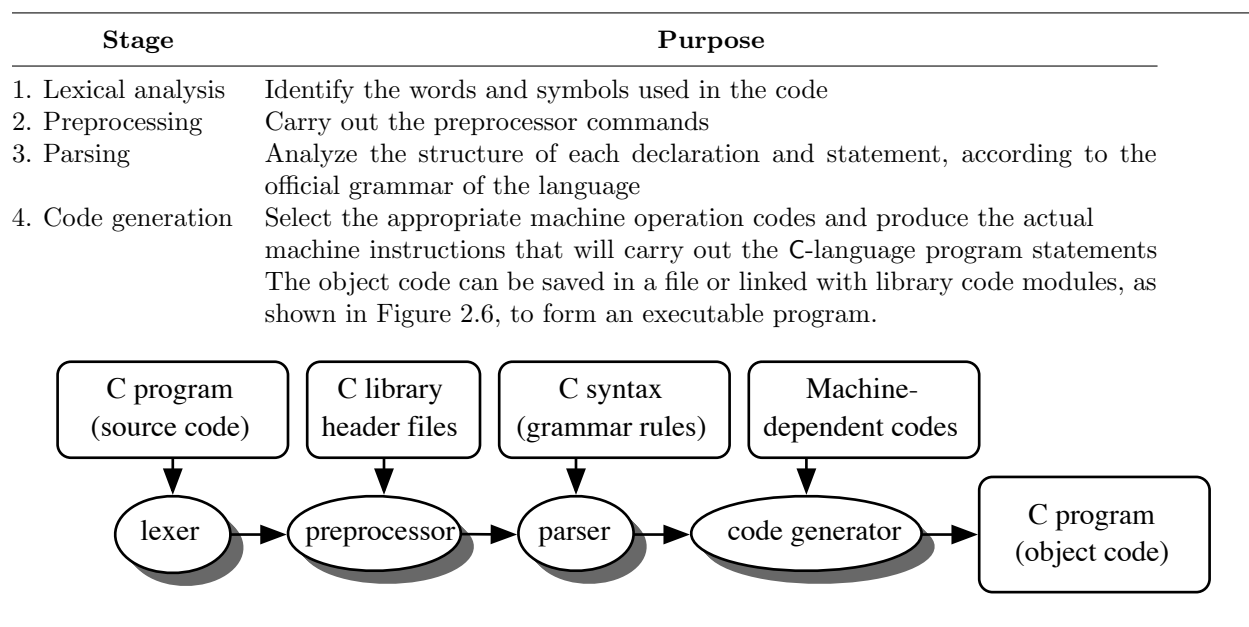 Stage Purpose
1. Lexical analysis Identify the words and symbols used in the code
2. Preprocessing Carry out the preprocessor commands
3. Parsing Analyze the structure of each declaration and statement, according to the
official grammar of the language
4. Code generation Select the appropriate machine operation codes and produce the actual
machine instructions that will carry out the C-language program statements
The object code can be saved in a file or linked with library code modules, as
shown in Figure 2.6, to form an executable program.
C program
(source code)
C library
header files
C syntax
(grammar rules)
Machine-
dependent codes
lexer
preprocessor
parser
code generator
C program
(object code)